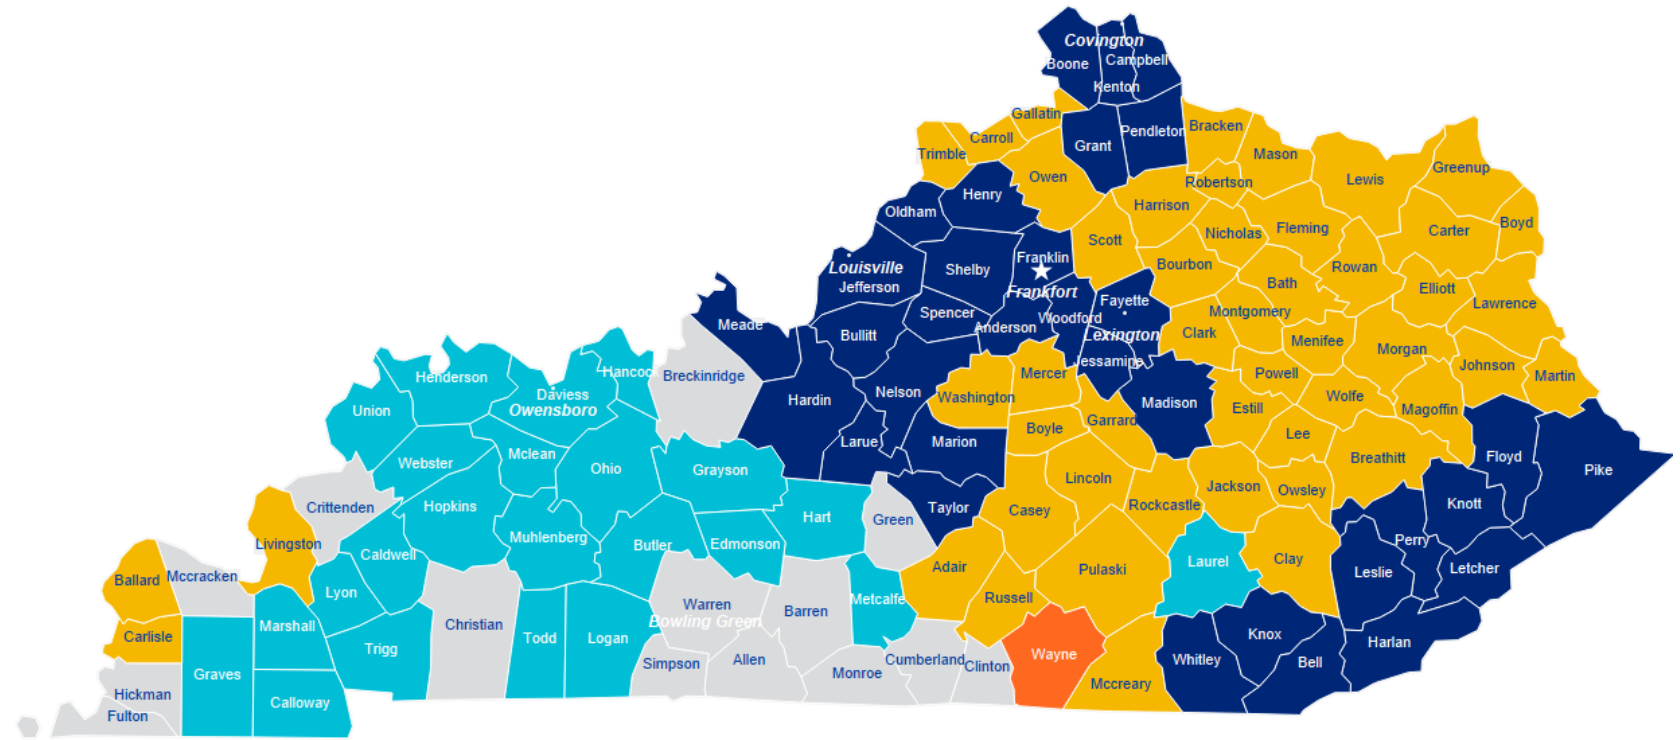 Covington
Boone
Campbell
Kenton
Gallatin
Carroll
Trimble
Grant
Pendleton
Bracken
Mason
Owen
Robertson
Lewis
Greenup
Henry
Harrison
Oldham
Scott
Nicholas
Fleming
Carter
Boyd
Louisville
Jefferson
Shelby
Franklin
Frankfort
Bourbon
Bath
Rowan
Elliott
Lawrence
Fayette
Lexington
Montgomery
Meade
Bullitt
Spencer
Anderson
Woodford
Clark
Menifee
Morgan
Jessamine
Johnson
Martin
Henderson
Hancock
Breckinridge
Mercer
Powell
Daviess
Owensboro
Union
Hardin
Nelson
Washington
Madison
Estill
Wolfe
Magoffin
Boyle
Garrard
Larue
Marion
Lee
Webster
Mclean
Ohio
Grayson
Breathitt
Floyd
Pike
Lincoln
Jackson
Owsley
Crittenden
Hopkins
Hart
Green
Taylor
Casey
Rockcastle
Knott
Livingston
Caldwell
Muhlenberg
Butler
Edmonson
Perry
Ballard
Mccracken
Lyon
Adair
Pulaski
Laurel
Clay
Leslie
Letcher
Warren
Bowling Green
Barren
Metcalfe
Russell
Carlisle
Marshall
Christian
Todd
Logan
Trigg
Simpson
Allen
Monroe
Cumberland
Clinton
Wayne
Mccreary
Whitley
Knox
Bell
Harlan
Graves
Hickman
Calloway
Fulton